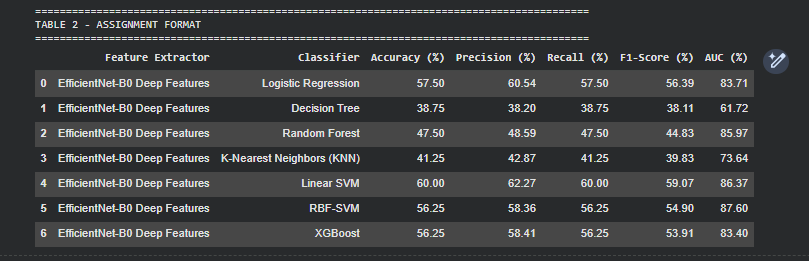 ================================================================================
TABLE 2 - ASSIGNMENT FORMAT
================================================================================
Feature Extractor Classifier Accuracy (%) Precision (%) Recall (%) F1-Score (%) AUC (%)
0 EfficientNet-B0 Deep Features Logistic Regression 57.50 60.54 57.50 56.39 83.71
1 EfficientNet-B0 Deep Features Decision Tree 38.75 38.20 38.75 38.11 61.72
2 EfficientNet-B0 Deep Features Random Forest 47.50 48.59 47.50 44.83 85.97
3 EfficientNet-B0 Deep Features K-Nearest Neighbors (KNN) 41.25 42.87 41.25 39.83 73.64
4 EfficientNet-B0 Deep Features Linear SVM 60.00 62.27 60.00 59.07 86.37
5 EfficientNet-B0 Deep Features RBF-SVM 56.25 58.36 56.25 54.90 87.60
6 EfficientNet-B0 Deep Features XGBoost 56.25 58.41 56.25 53.91 83.40